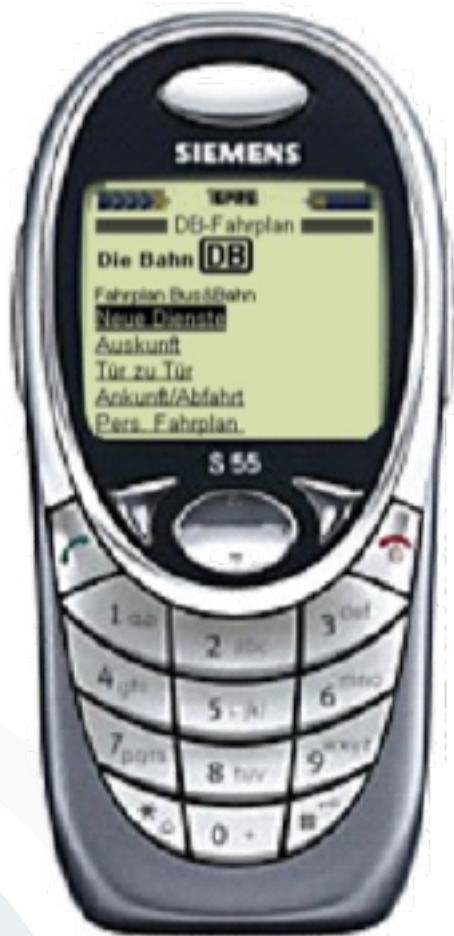 SIEMENS
DB-Fahrplan
Die Bahn DB
Fahrplan Bus&Bahn
Neue Dienste
Auskunft
Tür zu Tür
Ankunft/Abfahrt
Pers. Fahrplan
S 55
1
2 abc
3 def
4 ghi
5 jkl
6 mno
7 pqrs
8 tuv
9 wxyz
*
0 +